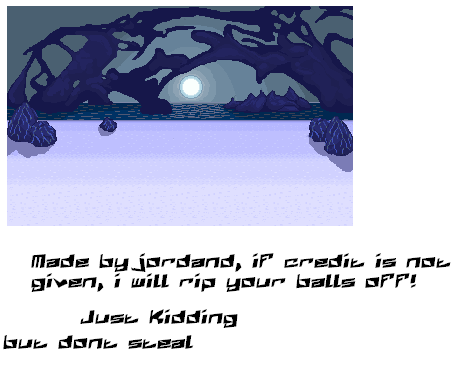 Made by jordand, if credit is not
given, i will rip your balls off!
Just Kidding
but dont steal